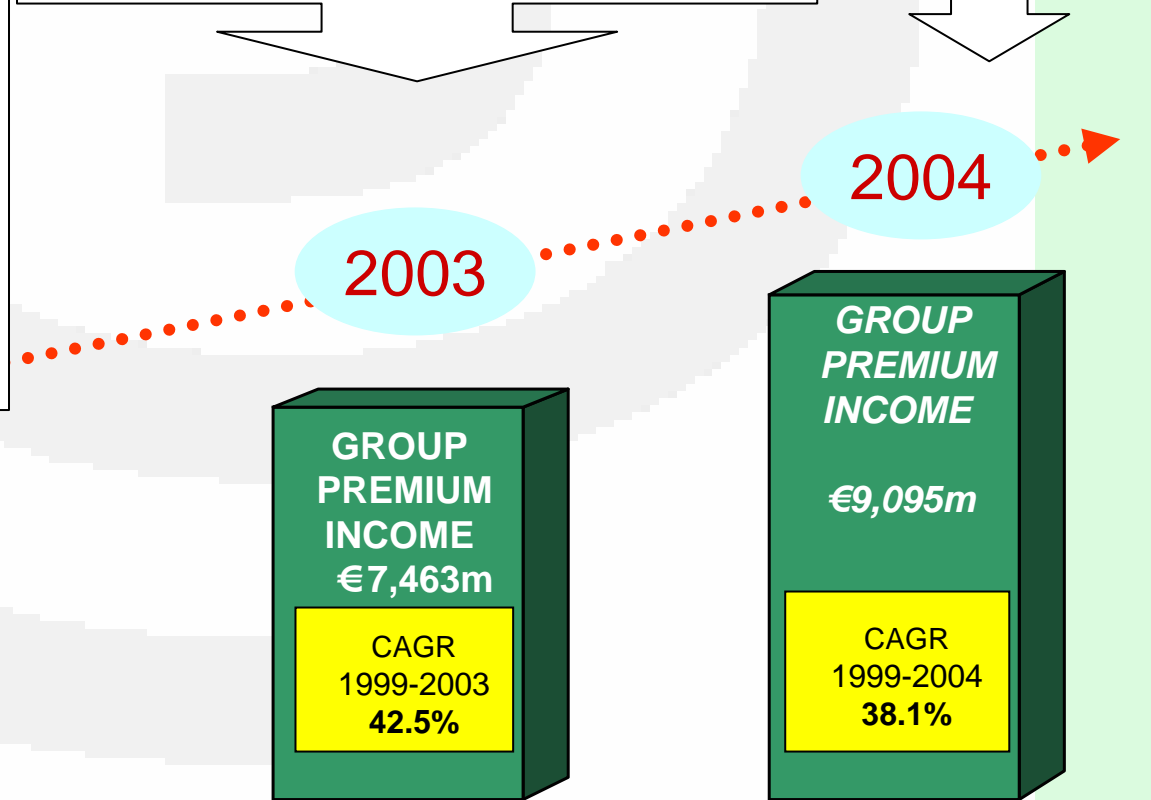 2003
2004
GROUP
PREMIUM
INCOME
€7,463m
CAGR
1999-2003
42.5%
GROUP
PREMIUM
INCOME
€9,095m
CAGR
1999-2004
38.1%